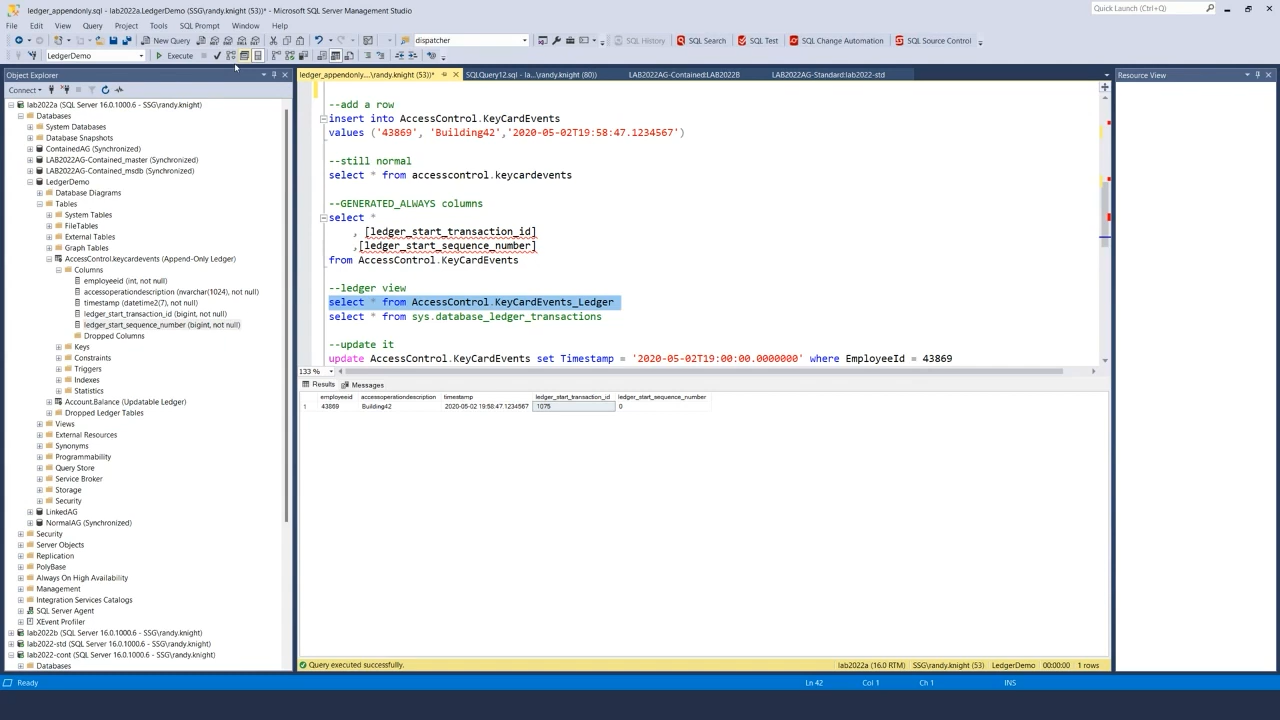 ledger_appendonly.sql - lab2022a.LedgerDemo (SSG\randy.knight (53))* - Microsoft SQL Server Management Studio
Quick Launch (Ctrl+Q)
File Edit View Query Project Tools SQL Prompt Window Help
New Query
dispatcher
SQL History SQL Search SQL Test SQL Change Automation SQL Source Control
LedgerDemo
Execute
Object Explorer
Connect
lab2022a (SQL Server 16.0.1000.6 - SSG\randy.knight)
Databases
System Databases
Database Snapshots
ContainedAG (Synchronized)
LAB2022AG-Contained_master (Synchronized)
LAB2022AG-Contained_msdb (Synchronized)
LedgerDemo
Database Diagrams
Tables
System Tables
FileTables
External Tables
Graph Tables
AccessControl.keycardevents (Append-Only Ledger)
Columns
employeeid (int, not null)
accessoperationdescription (nvarchar(1024), not null)
timestamp (datetime2(7), not null)
ledger_start_transaction_id (bigint, not null)
ledger_start_sequence_number (bigint, not null)
Dropped Columns
Keys
Constraints
Triggers
Indexes
Statistics
Account.Balance (Updatable Ledger)
Dropped Ledger Tables
Views
External Resources
Synonyms
Programmability
Query Store
Service Broker
Storage
Security
LinkedAG
NormalAG (Synchronized)
Security
Server Objects
Replication
PolyBase
Always On High Availability
Management
Integration Services Catalogs
SQL Server Agent
XEvent Profiler
lab2022b (SQL Server 16.0.1000.6 - SSG\randy.knight)
lab2022-std (SQL Server 16.0.1000.6 - SSG\randy.knight)
lab2022-cont (SQL Server 16.0.1000.6 - SSG\randy.knight)
Databases
ledger_appendonly....\randy.knight (53))* SQLQuery12.sql - la...\randy.knight (80)) LAB2022AG-Contained:LAB2022B LAB2022AG-Standard:lab2022-std
--add a row
insert into AccessControl.KeyCardEvents
values ('43869', 'Building42','2020-05-02T19:58:47.1234567')
--still normal
select * from accesscontrol.keycardevents
--GENERATED_ALWAYS columns
select *
, [ledger_start_transaction_id]
,[ledger_start_sequence_number]
from AccessControl.KeyCardEvents
--ledger view
select * from AccessControl.KeyCardEvents_Ledger
select * from sys.database_ledger_transactions
--update it
update AccessControl.KeyCardEvents set Timestamp = '2020-05-02T19:00:00.0000000' where EmployeeId = 43869
133 %
Results Messages
employeeid accessoperationdescription timestamp ledger_start_transaction_id ledger_start_sequence_number
1 43869 Building42 2020-05-02 19:58:47.1234567 1075 0
Query executed successfully.
lab2022a (16.0 RTM) SSG\randy.knight (53) LedgerDemo 00:00:00 1 rows
Resource View
Ready
Ln 42 Col 1 Ch 1 INS